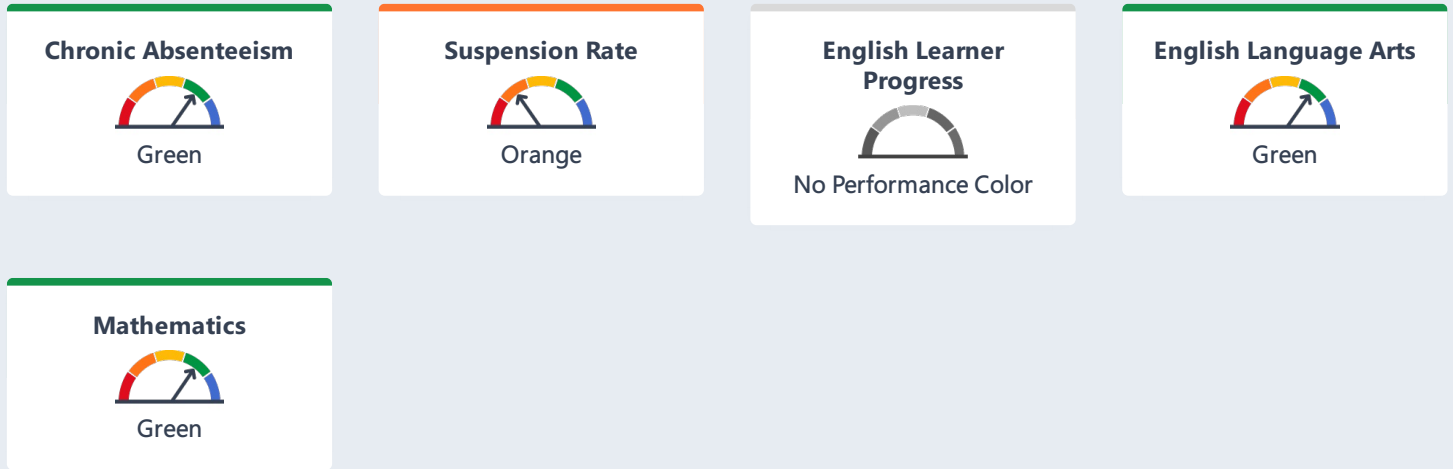 Chronic Absenteeism
Green
Suspension Rate
Orange
English Learner
Progress
No Performance Color
English Language Arts
Green
Mathematics
Green